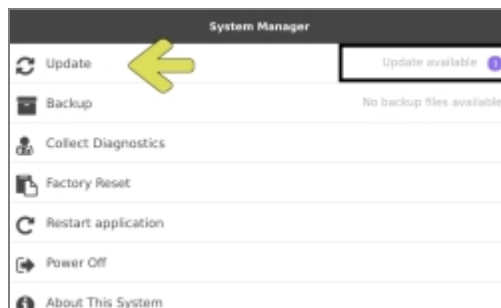 System Manager
Update Update available 1
Backup No backup files available
Collect Diagnostics
Factory Reset
Restart application
Power Off
About This System